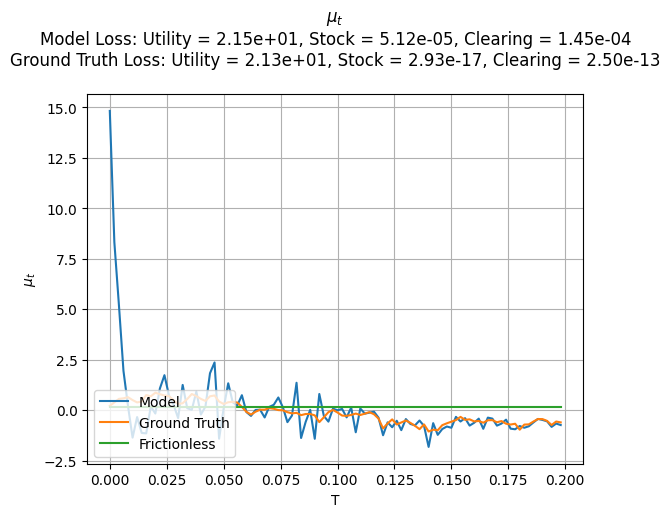 μt
Model Loss: Utility = 2.15e+01, Stock = 5.12e-05, Clearing = 1.45e-04
Ground Truth Loss: Utility = 2.13e+01, Stock = 2.93e-17, Clearing = 2.50e-13
15.0
12.5
10.0
7.5
5.0
2.5
0.0
−2.5
μt
Model
Ground Truth
Frictionless
0.000 0.025 0.050 0.075 0.100 0.125 0.150 0.175 0.200
T